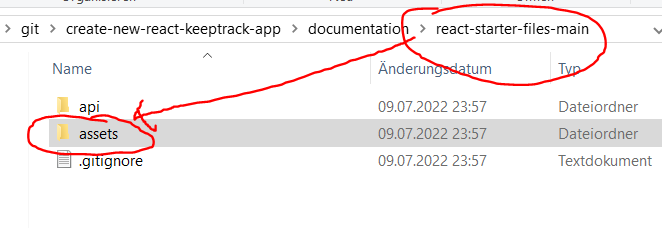 git > create-new-react-keeptrack-app > documentation > react-starter-files-main
Name Änderungsdatum Typ
api 09.07.2022 23:57 Dateiordner
assets 09.07.2022 23:57 Dateiordner
.gitignore 09.07.2022 23:57 Textdokument